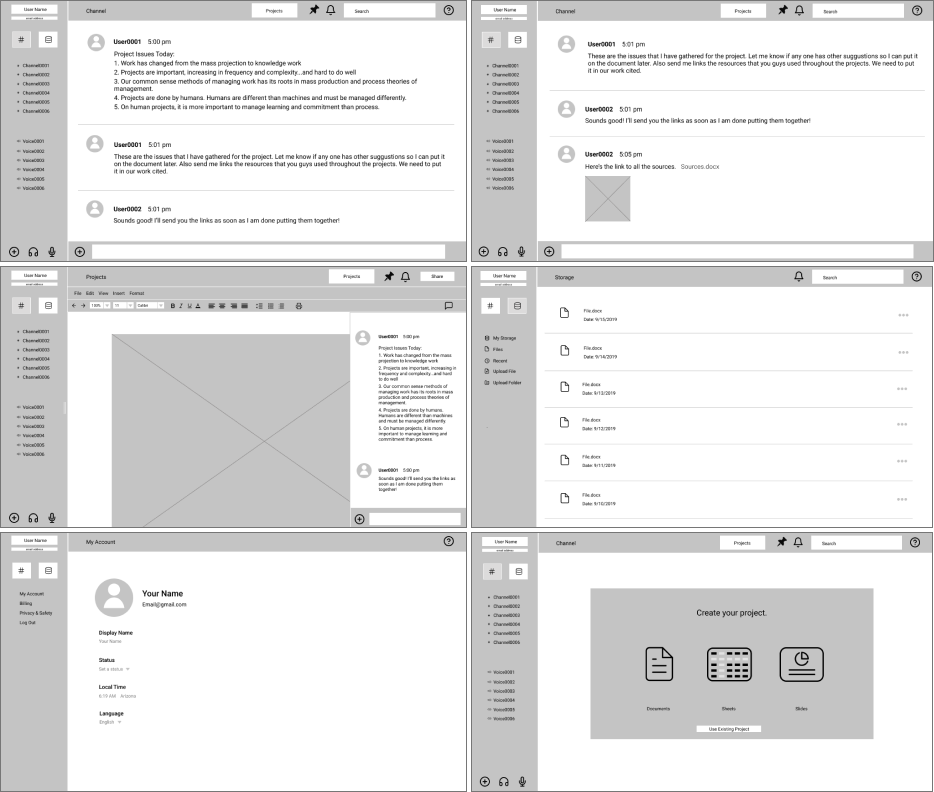 User Name
email address
Channel
Projects
Search
#
Channel0001
Channel0002
Channel0003
Channel0004
Channel0005
Channel0006
Voice0001
Voice0002
Voice0003
Voice0004
Voice0005
Voice0006
User0001 5:00 pm
Project Issues Today:
1. Work has changed from the mass projection to knowledge work
2. Projects are important, increasing in frequency and complexity...and hard to do well
3. Our common sense methods of managing work has its roots in mass production and process theories of
management.
4. Projects are done by humans. Humans are different than machines and must be managed differently.
5. On human projects, it is more important to manage learning and commitment than process.
User0001 5:01 pm
These are the issues that I have gathered for the project. Let me know if any one has other suggustions so I can put it
on the document later. Also send me links the resources that you guys used throughout the projects. We need to put
it in our work cited.
User0002 5:01 pm
Sounds good! I'll send you the links as soon as I am done putting them together!
User Name
email address
Channel
Projects
Search
#
Channel0001
Channel0002
Channel0003
Channel0004
Channel0005
Channel0006
Voice0001
Voice0002
Voice0003
Voice0004
Voice0005
Voice0006
User0001 5:01 pm
These are the issues that I have gathered for the project. Let me know if any one has other suggustions so I can put it
on the document later. Also send me links the resources that you guys used throughout the projects. We need to put
it in our work cited.
User0002 5:01 pm
Sounds good! I'll send you the links as soon as I am done putting them together!
User0002 5:05 pm
Here's the link to all the sources. Sources.docx
User Name
email address
Projects
Projects
Share
#
File Edit View Insert Format
100% 11 Calibri B I U A
Channel0001
Channel0002
Channel0003
Channel0004
Channel0005
Channel0006
Voice0001
Voice0002
Voice0003
Voice0004
Voice0005
Voice0006
User0001 5:00 pm
Project Issues Today:
1. Work has changed from the mass
projection to knowledge work
2. Projects are important, increasing in
frequency and complexity...and hard
to do well
3. Our common sense methods of
managing work has its roots in mass
production and process theories of
management.
4. Projects are done by humans.
Humans are different than machines
and must be managed differently.
5. On human projects, it is more
important to manage learning and
commitment than process.
User0001 5:00 pm
Sounds good! I'll send you the links as
soon as I am done putting them
together!
User Name
email address
Storage
Search
#
My Storage
Files
Recent
Upload File
Upload Folder
File.docx
Date: 9/15/2019
File.docx
Date: 9/14/2019
File.docx
Date: 9/13/2019
File.docx
Date: 9/12/2019
File.docx
Date: 9/11/2019
File.docx
Date: 9/10/2019
User Name
email address
My Account
#
My Account
Billing
Privacy & Safety
Log Out
Your Name
Email@gmail.com
Display Name
Your Name
Status
Set a status
Local Time
6:19 AM Arizona
Language
English
User Name
email address
Channel
Projects
Search
#
Channel0001
Channel0002
Channel0003
Channel0004
Channel0005
Channel0006
Voice0001
Voice0002
Voice0003
Voice0004
Voice0005
Voice0006
Create your project.
Documents
Sheets
Slides
Use Existing Project